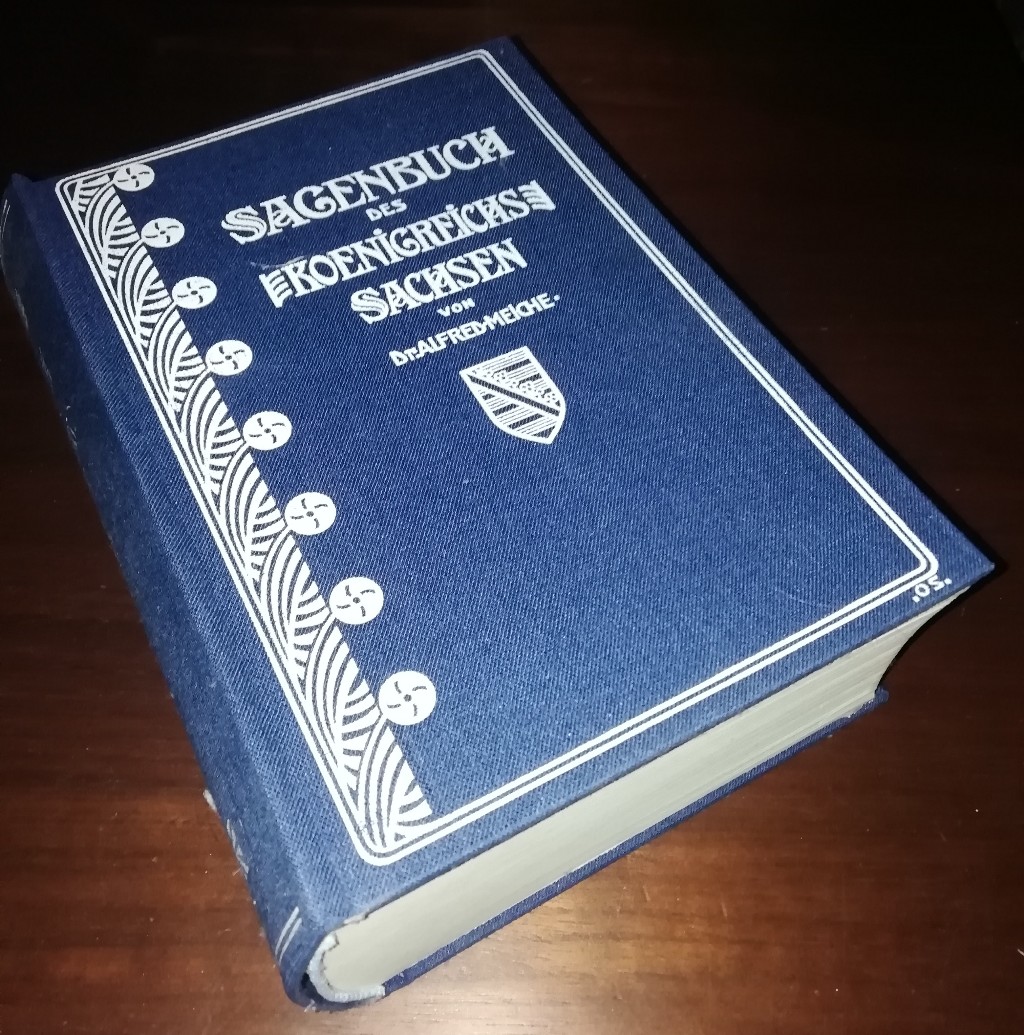 SAGENBUCH
DES
KOENIGREICHS
SACHSEN
VON
Dr. ALFRED MEICHE.
.OS.